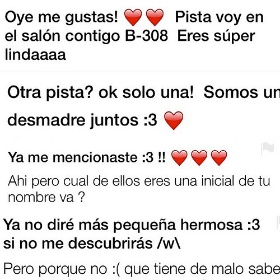 Oye me gustas! ❤❤ Pista voy en
el salón contigo B-308 Eres súper
lindaaaa
Otra pista? ok solo una! Somos un
desmadre juntos :3 ❤
Ya me mencionaste :3 !! ❤❤❤
Ahi pero cual de ellos eres una inicial de tu
nombre va ?
Ya no diré más pequeña hermosa :3
si no me descubrirás /w\
Pero porque no :( que tiene de malo sabe